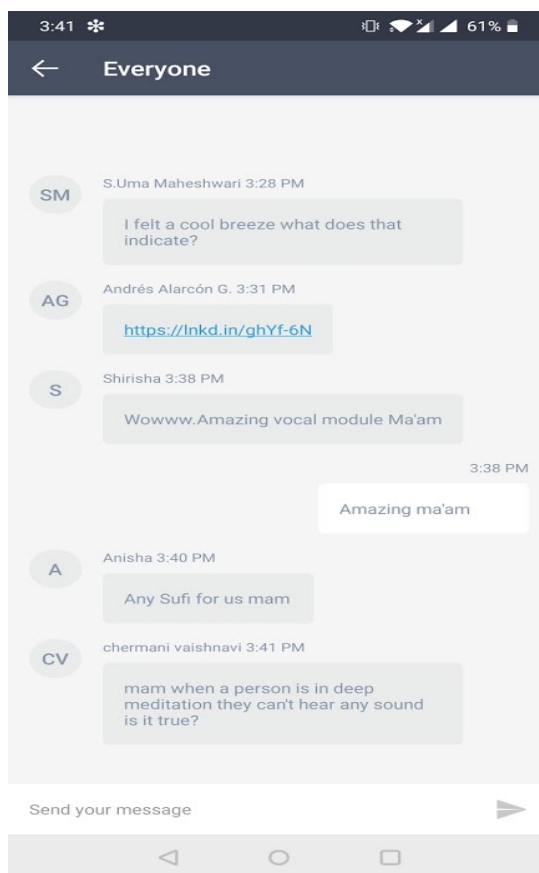 3:41 61%
Everyone
S.Uma Maheshwari 3:28 PM
SM
I felt a cool breeze what does that
indicate?
Andrés Alarcón G. 3:31 PM
AG
https://lnkd.in/ghYf-6N
Shirisha 3:38 PM
S
Wowww.Amazing vocal module Ma'am
3:38 PM
Amazing ma'am
Anisha 3:40 PM
A
Any Sufi for us mam
chermani vaishnavi 3:41 PM
CV
mam when a person is in deep
meditation they can't hear any sound
is it true?
Send your message